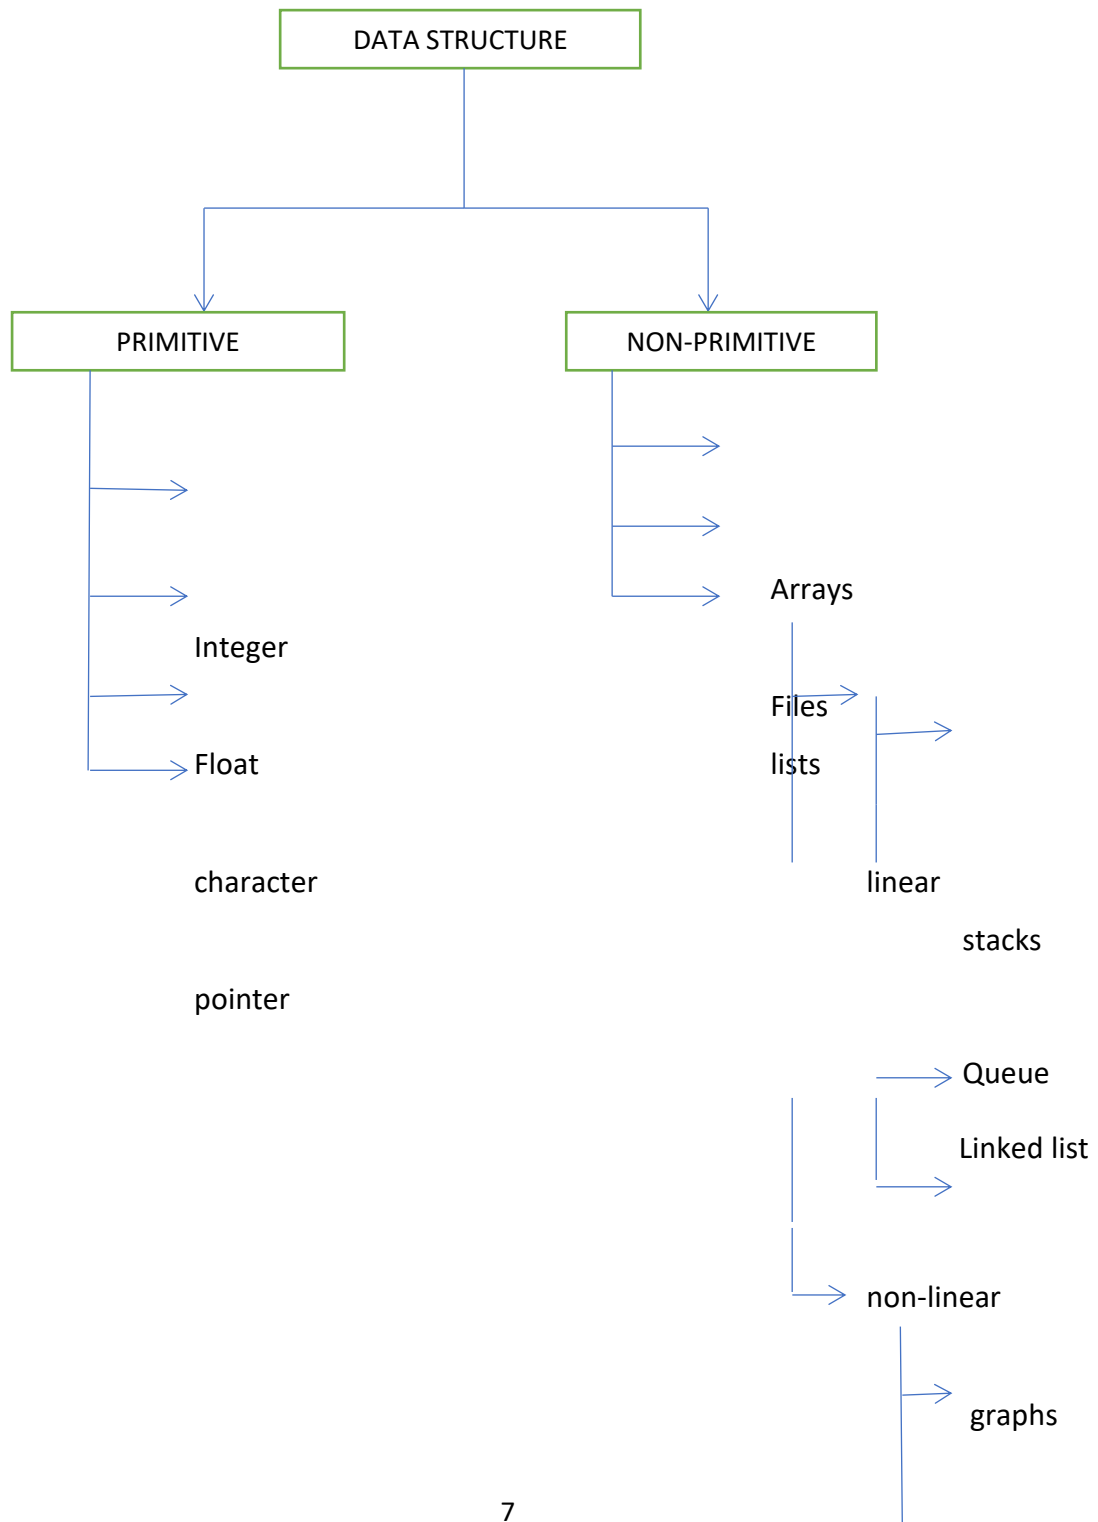 DATA STRUCTURE
PRIMITIVE
NON-PRIMITIVE
Arrays
Integer
Files
Float
lists
character
linear
stacks
pointer
Queue
Linked list
non-linear
graphs
7